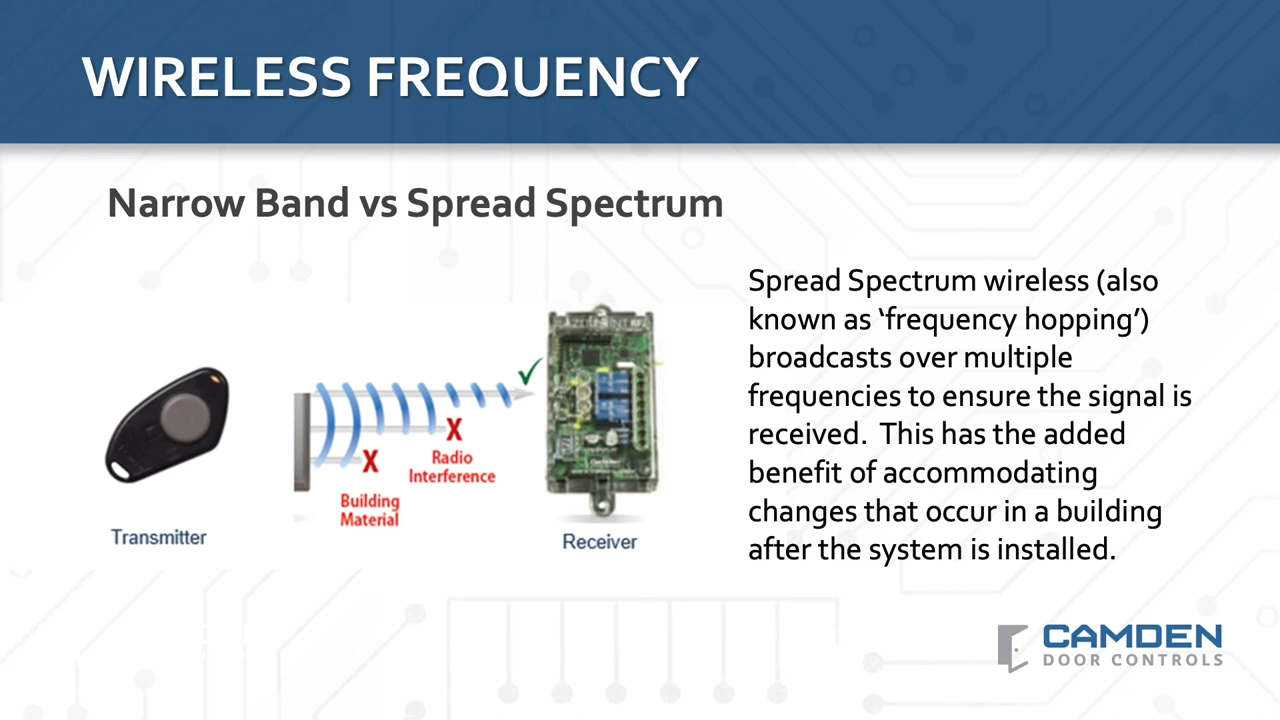 WIRELESS FREQUENCY
Narrow Band vs Spread Spectrum
Spread Spectrum wireless (also
known as ‘frequency hopping’)
broadcasts over multiple
frequencies to ensure the signal is
received.  This has the added
benefit of accommodating
changes that occur in a building
after the system is installed.
X
X
Radio
Interference
Building
Material
Transmitter
Receiver
CAMDEN
DOOR CONTROLS